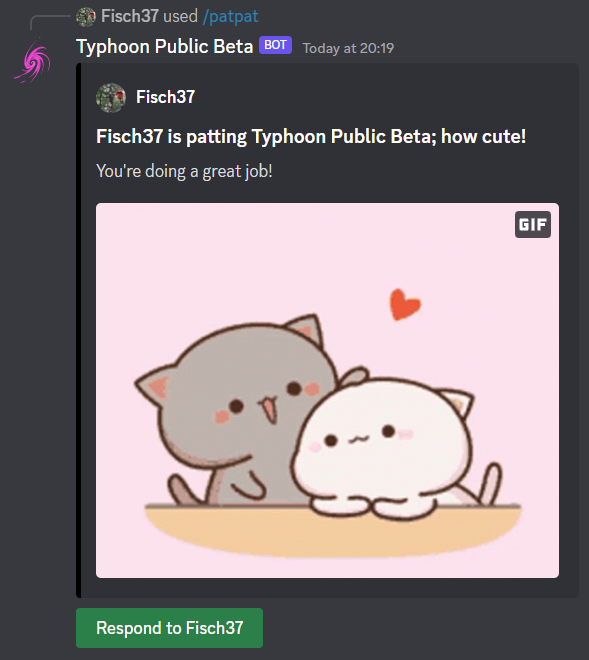 Fisch37 used /patpat
Typhoon Public Beta BOT Today at 20:19
Fisch37
Fisch37 is patting Typhoon Public Beta; how cute!
You're doing a great job!
GIF
Respond to Fisch37